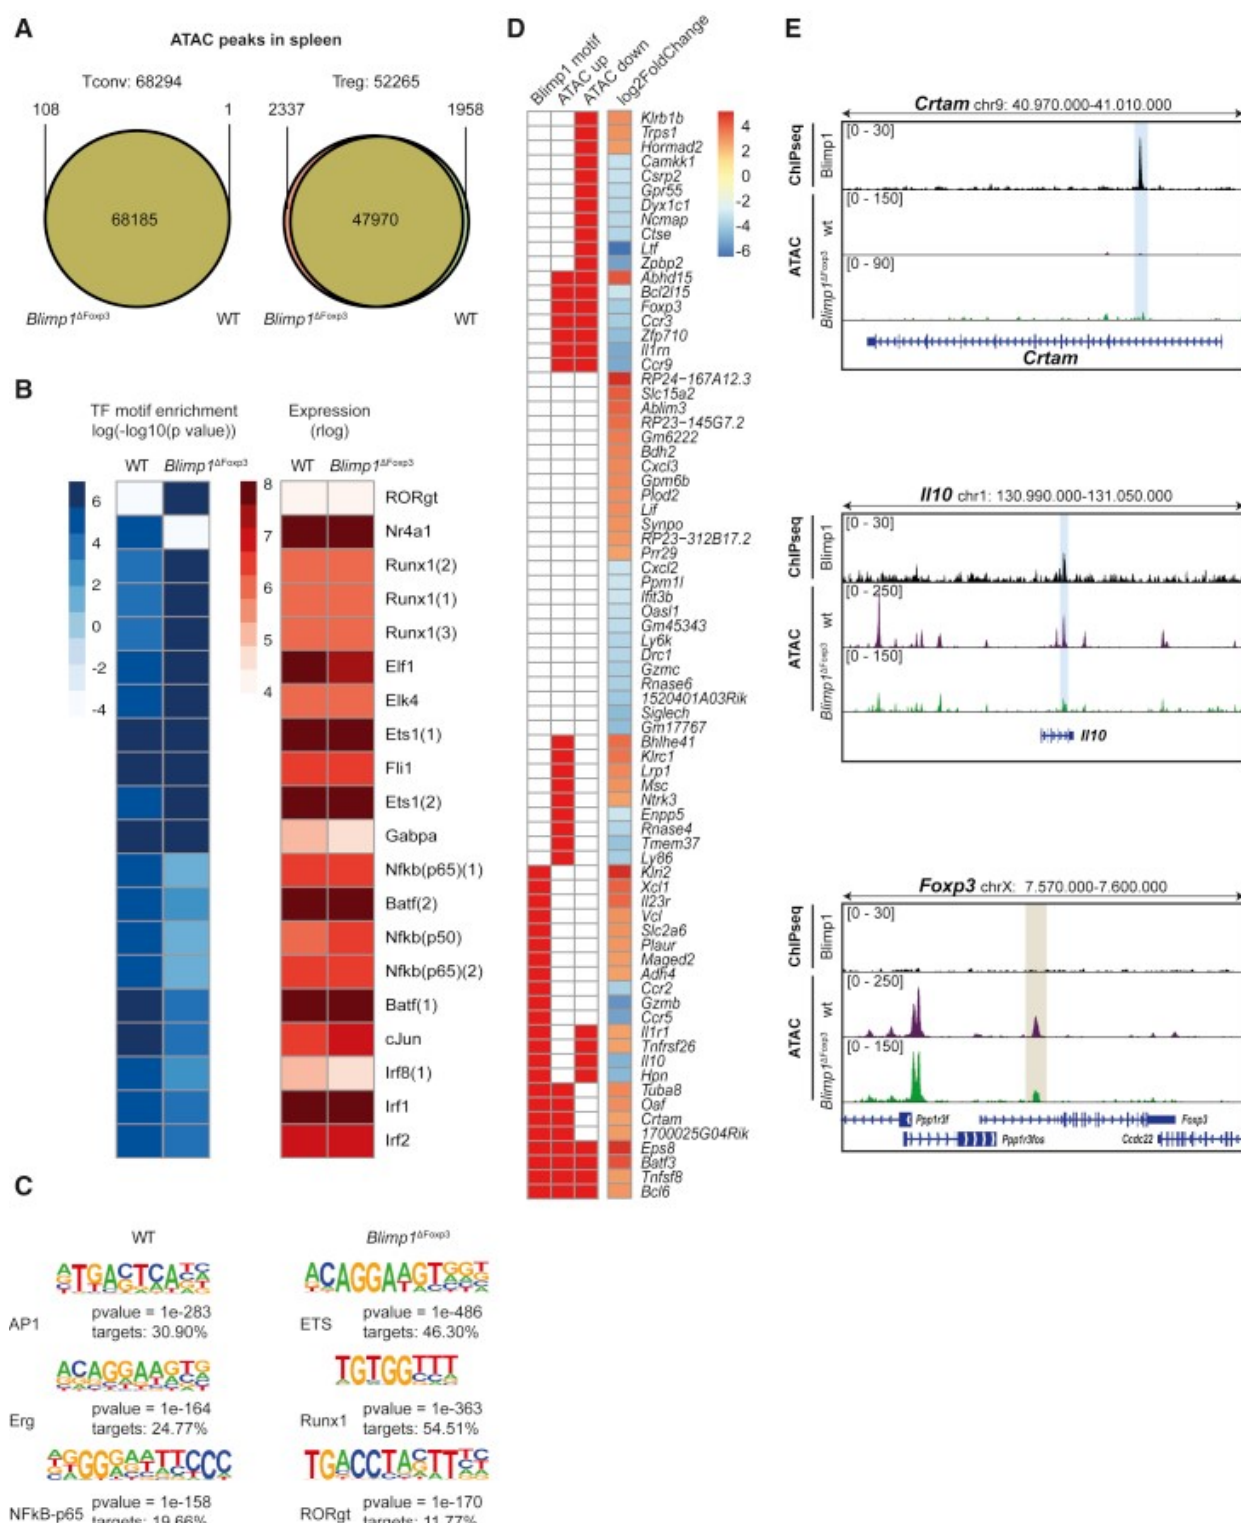 A
ATAC peaks in spleen
Tconv: 68294
Treg: 52265
108
1
2337
1958
68185
47970
Blimp1ΔFoxp3
WT
Blimp1ΔFoxp3
WT
B
TF motif enrichment
log(-log10(p value))
Expression
(rlog)
WT
Blimp1ΔFoxp3
WT
Blimp1ΔFoxp3
6
4
2
0
-2
-4
8
7
6
5
4
RORgt
Nr4a1
Runx1(2)
Runx1(1)
Runx1(3)
Elf1
Elk4
Ets1(1)
Fli1
Ets1(2)
Gabpa
Nfkb(p65)(1)
Batf(2)
Nfkb(p50)
Nfkb(p65)(2)
Batf(1)
cJun
Irf8(1)
Irf1
Irf2
C
WT
Blimp1ΔFoxp3
AP1
pvalue = 1e-283
targets: 30.90%
ETS
pvalue = 1e-486
targets: 46.30%
Erg
pvalue = 1e-164
targets: 24.77%
Runx1
pvalue = 1e-363
targets: 54.51%
NFkB-p65
pvalue = 1e-158
targets: 19.66%
RORgt
pvalue = 1e-170
targets: 11.77%
D
Blimp1 motif
ATAC up
ATAC down
log2FoldChange
4
2
0
-2
-4
-6
Klrb1b
Trps1
Hormad2
Camkk1
Csrp2
Gpr55
Dyx1c1
Ncmap
Ctse
Ltf
Zpbp2
Abhd15
Bcl2l15
Foxp3
Ccr3
Zfp710
Il1rn
Ccr9
RP24-167A12.3
Slc15a2
Ablim3
RP23-145G7.2
Gm6222
Bdh2
Cxcl3
Gpm6b
Plod2
Lif
Synpo
RP23-312B17.2
Prr29
Cxcl2
Ppm1l
Ifit3b
Oasl1
Gm45343
Ly6k
Drc1
Gzmc
Rnase6
1520401A03Rik
Siglech
Gm17767
Bhlhe41
Klrc1
Lrp1
Msc
Ntrk3
Enpp5
Rnase4
Tmem37
Ly86
Klri2
Xcl1
Il23r
Vcl
Slc2a6
Plaur
Maged2
Adh4
Ccr2
Gzmb
Ccr5
Il1r1
Tnfrsf26
Il10
Hpn
Tuba8
Oaf
Crtam
1700025G04Rik
Eps8
Batf3
Tnfsf8
Bcl6
E
Crtam chr9: 40.970.000-41.010.000
ChIPseq
Blimp1
[0 - 30]
ATAC
wt
[0 - 150]
Blimp1ΔFoxp3
[0 - 90]
Crtam
Il10 chr1: 130.990.000-131.050.000
ChIPseq
Blimp1
[0 - 30]
ATAC
wt
[0 - 250]
Blimp1ΔFoxp3
[0 - 150]
Il10
Foxp3 chrX: 7.570.000-7.600.000
ChIPseq
Blimp1
[0 - 30]
ATAC
wt
[0 - 250]
Blimp1ΔFoxp3
[0 - 150]
Ppp1r3f
Foxp3
Ppp1r3fos
Ccdc22